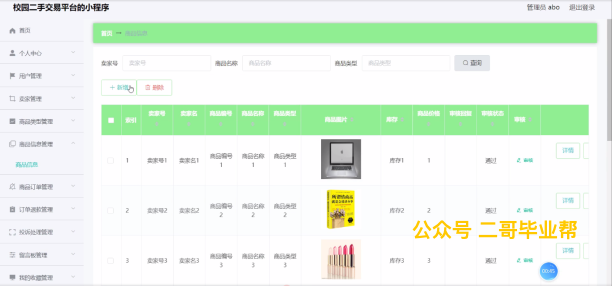 校园二手交易平台的小程序
管理员 abo 退出登录
首页
首页 商品信息
个人中心
用户管理
卖家管理
商品类型管理
商品信息管理
商品信息
商品订单管理
订单退款管理
投诉处理管理
留言板管理
我的收藏管理
卖家号 卖家号 商品名称 商品名称 商品类型 商品类型 查询
+ 新增 删除
索引 卖家号 卖家名 商品编号 商品名称 商品类型 商品图片 库存 商品价格 审核回复 审核状态 审核
1 卖家号1 卖家名1 商品编号1 商品名称1 商品类型1 库存1 1 通过 审核 详情
2 卖家号2 卖家名2 商品编号2 商品名称2 商品类型2 库存2 2 通过 审核 详情
3 卖家号3 卖家名3 商品编号3 商品名称3 商品类型3 库存3 3 通过 审核 详情
公众号 二哥毕业帮
00:45